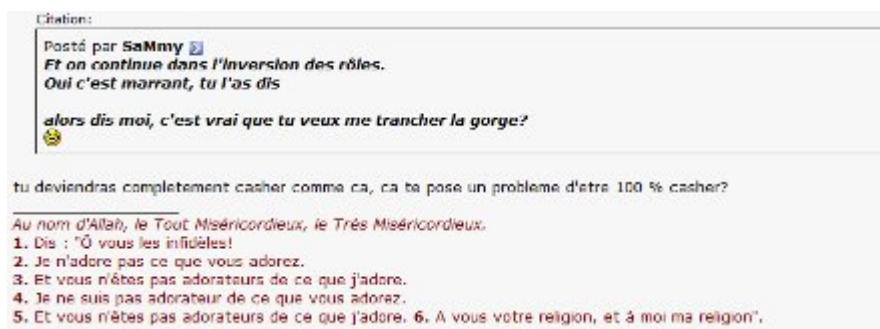 Citation:
Posté par SaMmy
Et on continue dans l'inversion des rôles.
Oui c'est marrant, tu l'as dis
alors dis moi, c'est vrai que tu veux me trancher la gorge?
tu deviendras completement casher comme ca, ca te pose un probleme d'etre 100 % casher?
Au nom d'Allah, le Tout Miséricordieux, le Très Miséricordieux.
1. Dis : "Ô vous les infidèles!
2. Je n'adore pas ce que vous adorez.
3. Et vous n'êtes pas adorateurs de ce que j'adore.
4. Je ne suis pas adorateur de ce que vous adorez.
5. Et vous n'êtes pas adorateurs de ce que j'adore. 6. A vous votre religion, et à moi ma religion".